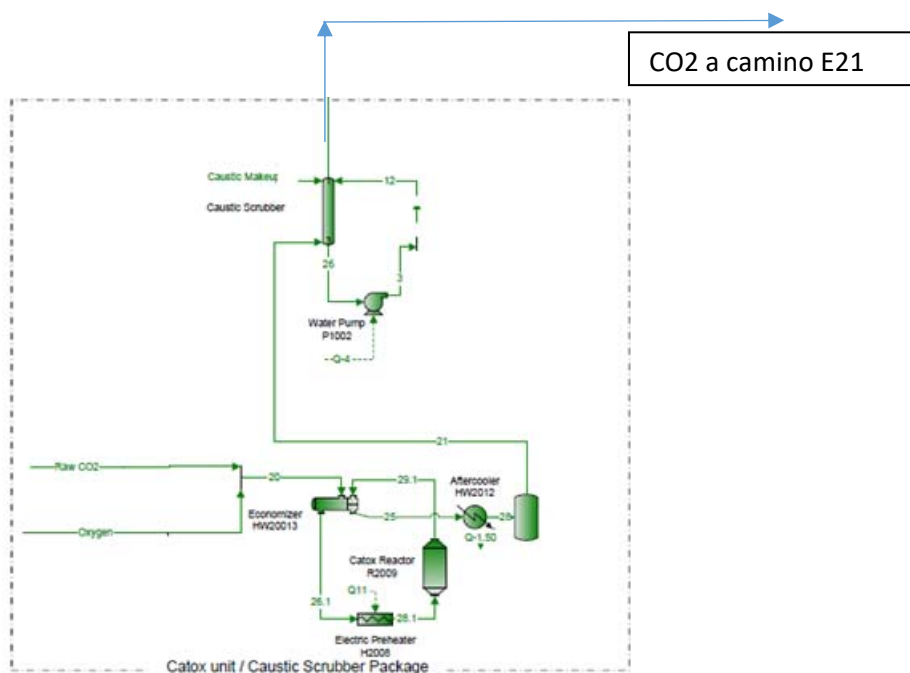 CO2 a camino E21
Caustic Makeup
12
Caustic Scrubber
26
3
Water Pump
P1002
Q-4
21
Raw CO2
20
29.1
Aftercooler
HW2012
Economizer
HW20013
25
28
Q-1.50
Oxygen
Catox Reactor
R2009
Q11
26.1
28.1
Electric Preheater
H2008
Catox unit / Caustic Scrubber Package